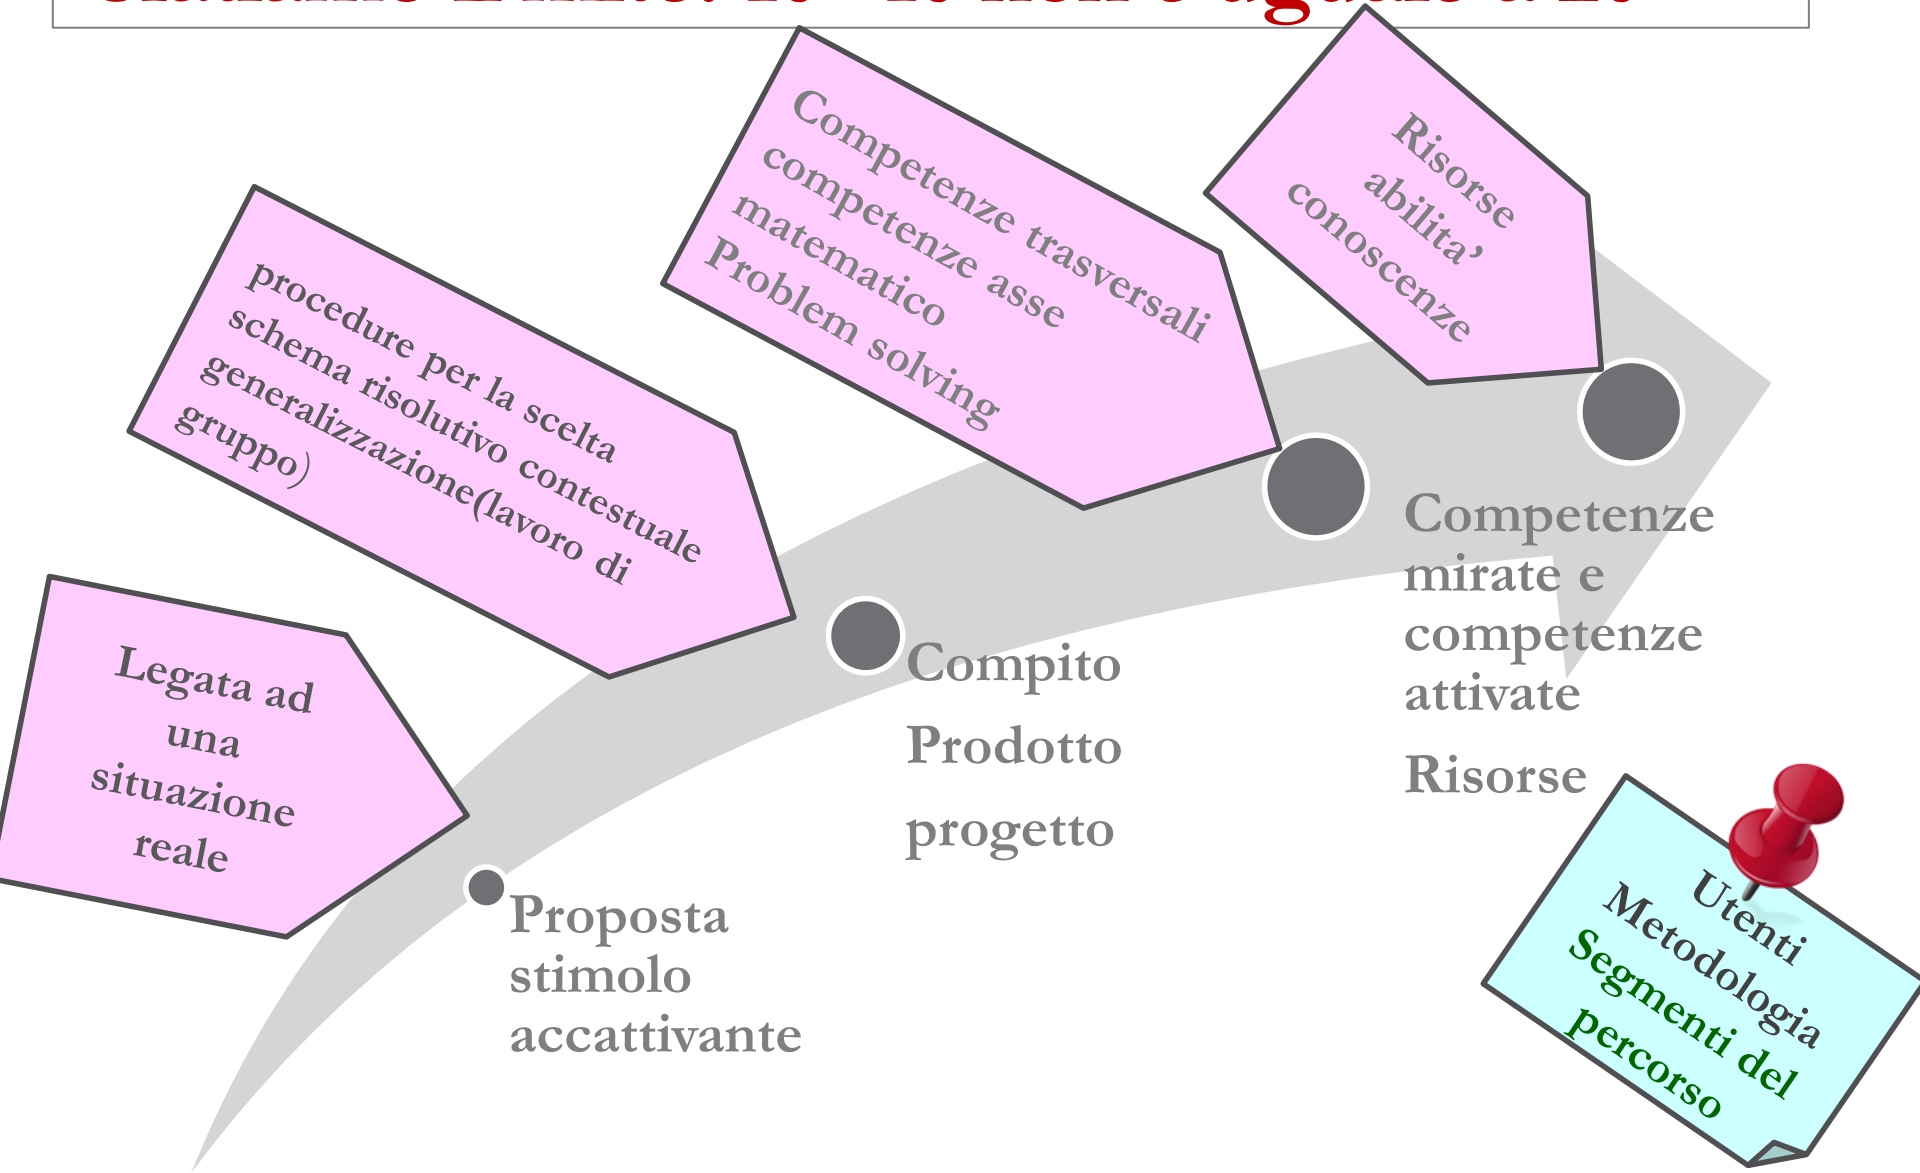 non è uguale a
Legata ad
una
situazione
reale
procedure per la scelta
schema risolutivo contestuale
generalizzazione(lavoro di
gruppo)
Competenze trasversali
competenze asse
matematico
Problem solving
Risorse
abilita’
conoscenze
Proposta
stimolo
accattivante
Compito
Prodotto
progetto
Competenze
mirate e
competenze
attivate
Risorse
Utenti
Metodologia
Segmenti del
percorso